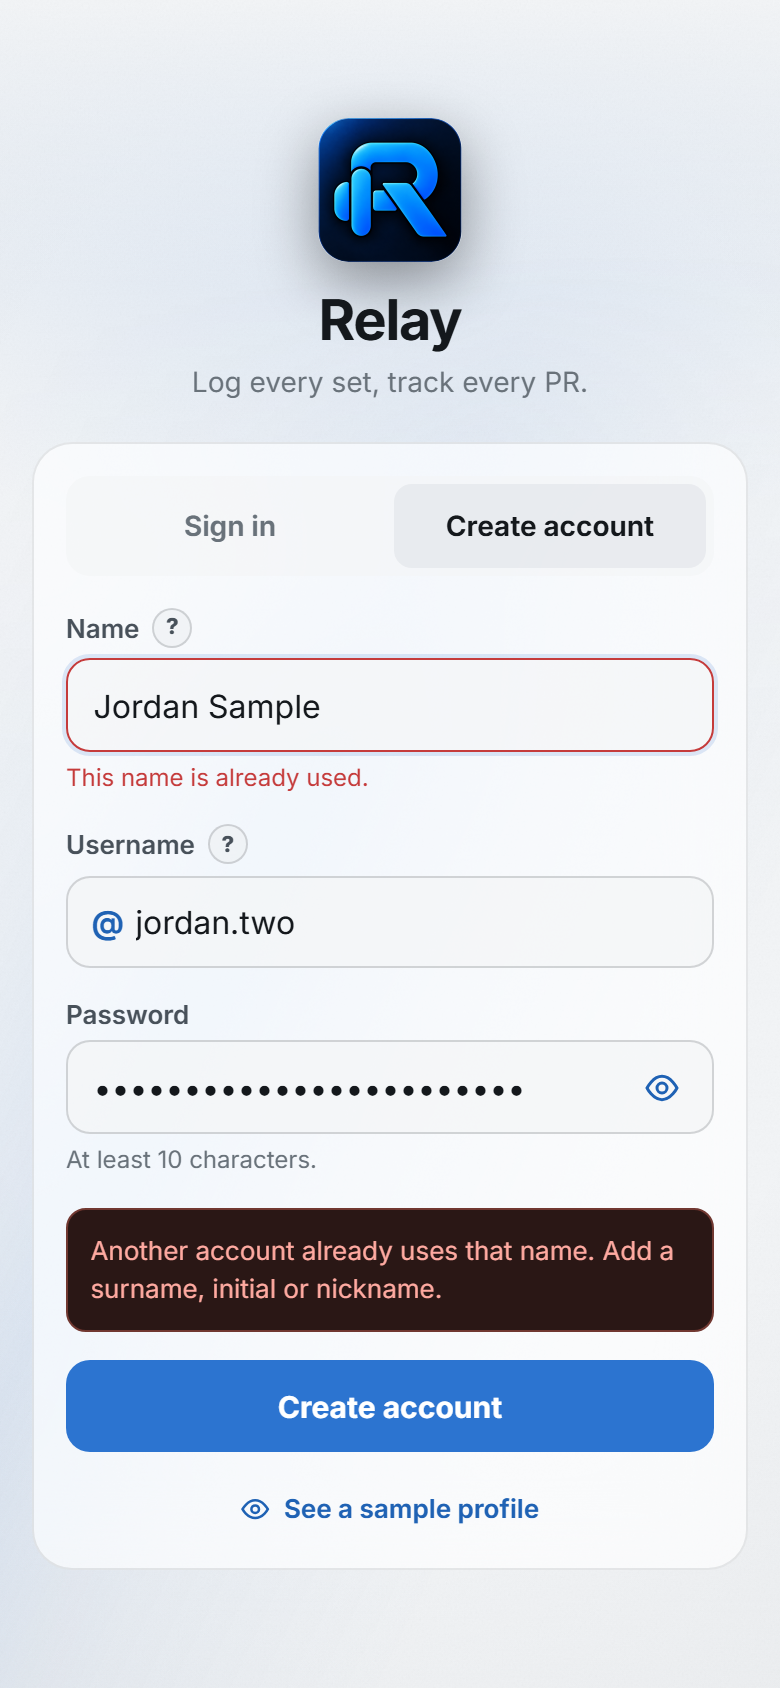 Relay
Log every set, track every PR.
Sign in
Create account
Name ?
Jordan Sample
This name is already used.
Username ?
@ jordan.two
Password
••••••••••••••••••••••••
At least 10 characters.
Another account already uses that name. Add a
surname, initial or nickname.
Create account
See a sample profile